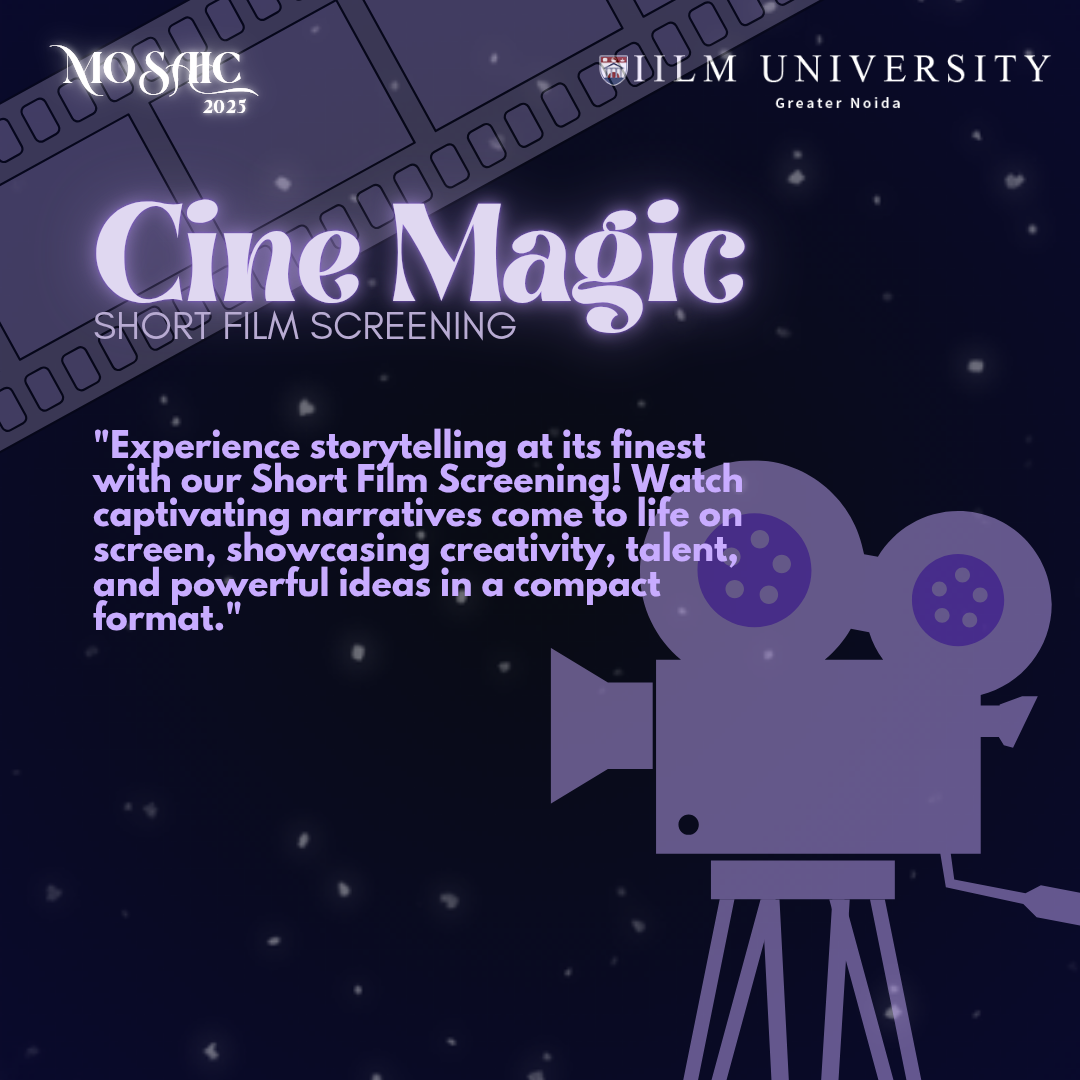 MOSAIC
2025
IILM UNIVERSITY
Greater Noida
Cine Magic
SHORT FILM SCREENING
"Experience storytelling at its finest
with our Short Film Screening! Watch
captivating narratives come to life on
screen, showcasing creativity, talent,
and powerful ideas in a compact
format."